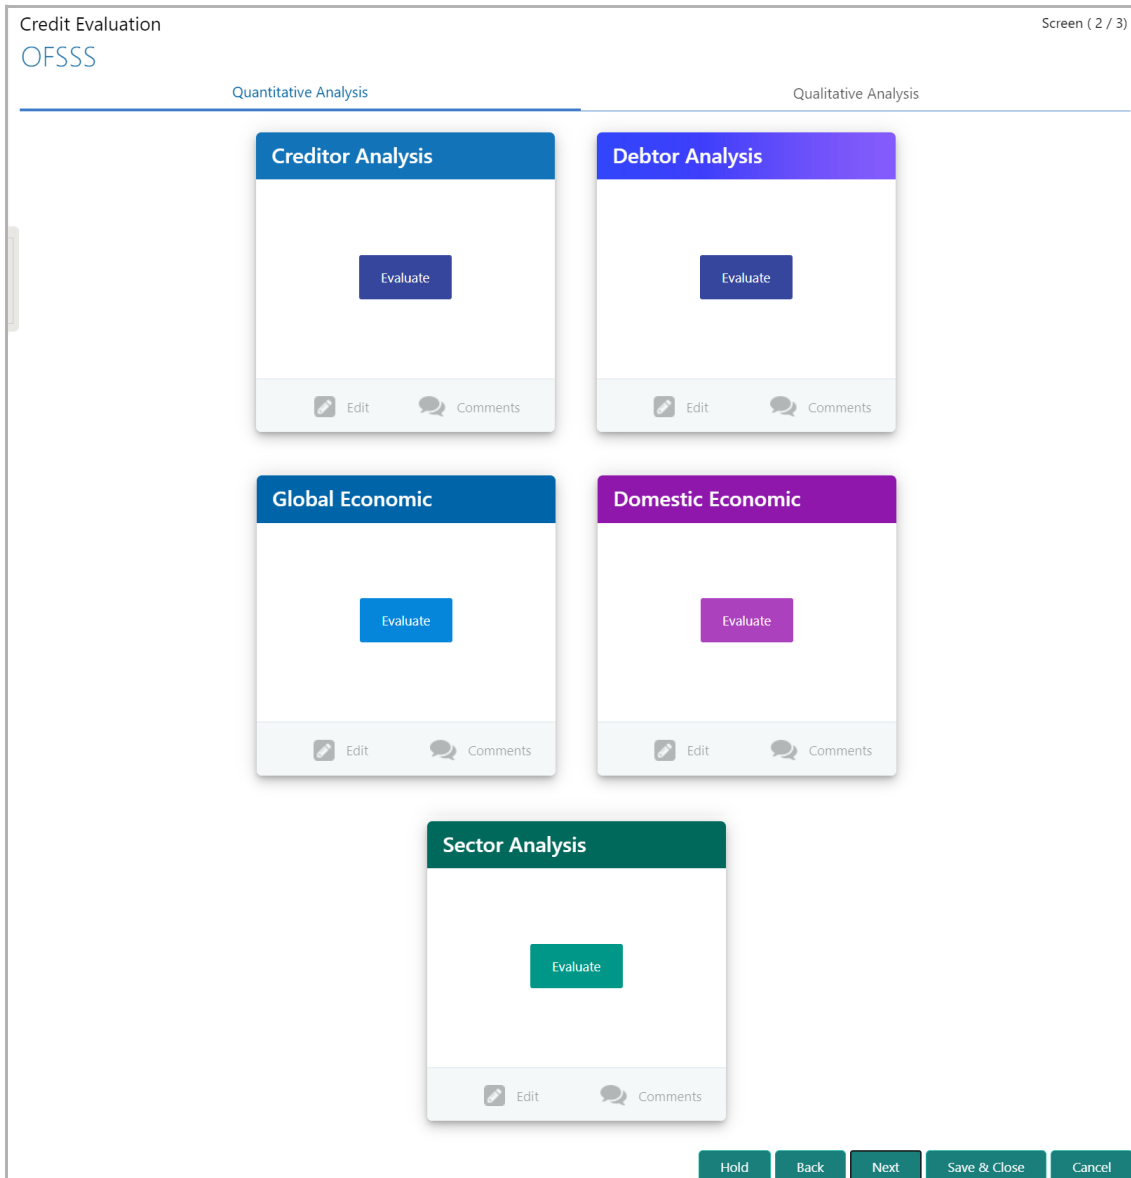 Credit Evaluation
Screen ( 2 / 3)
OFSSS
Quantitative Analysis
Qualitative Analysis
Creditor Analysis
Debtor Analysis
Evaluate
Evaluate
Edit
Comments
Edit
Comments
Global Economic
Domestic Economic
Evaluate
Evaluate
Edit
Comments
Edit
Comments
Sector Analysis
Evaluate
Edit
Comments
Hold
Back
Next
Save & Close
Cancel